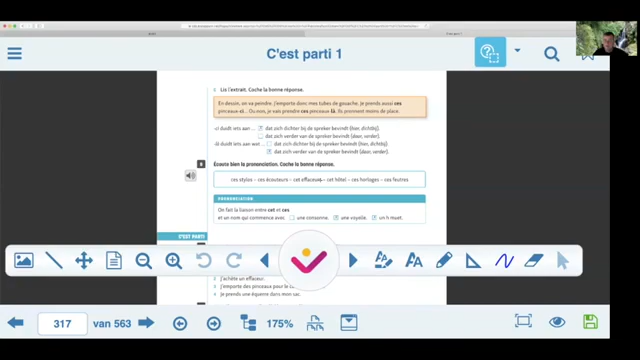 C'est parti 1
Lis l'extrait. Coche la bonne réponse.
En dessin, on va peindre. J'emporte donc mes tubes de gouache. Je prends aussi ces
pinceaux-ci... Ou non, je vais prendre ces pinceaux-là, ils prennent moins de place.
-ci duidt iets aan ... dat zich dichter bij de spreker bevindt (hier, dichtbij).
dat zich verder van de spreker bevindt (daar, verder).
-là duidt iets aan wat ... dat zich dichter bij de spreker bevindt (hier, dichtbij).
dat zich verder van de spreker bevindt (daar, verder).
Écoute bien la prononciation. Coche la bonne réponse.
ces stylos – ces écouteurs – cet effaceur – cet hôtel – ces horloges – ces feutres
PRONONCIATION
On fait la liaison entre cet et ces
et un nom qui commence avec une consonne. une voyelle. un h muet.
C'EST PARTI
2 J'achète un effaceur.
3 J'emporte des pinceaux pour le
4 Je prends une équerre dans mon sac.
317 van 563
175%